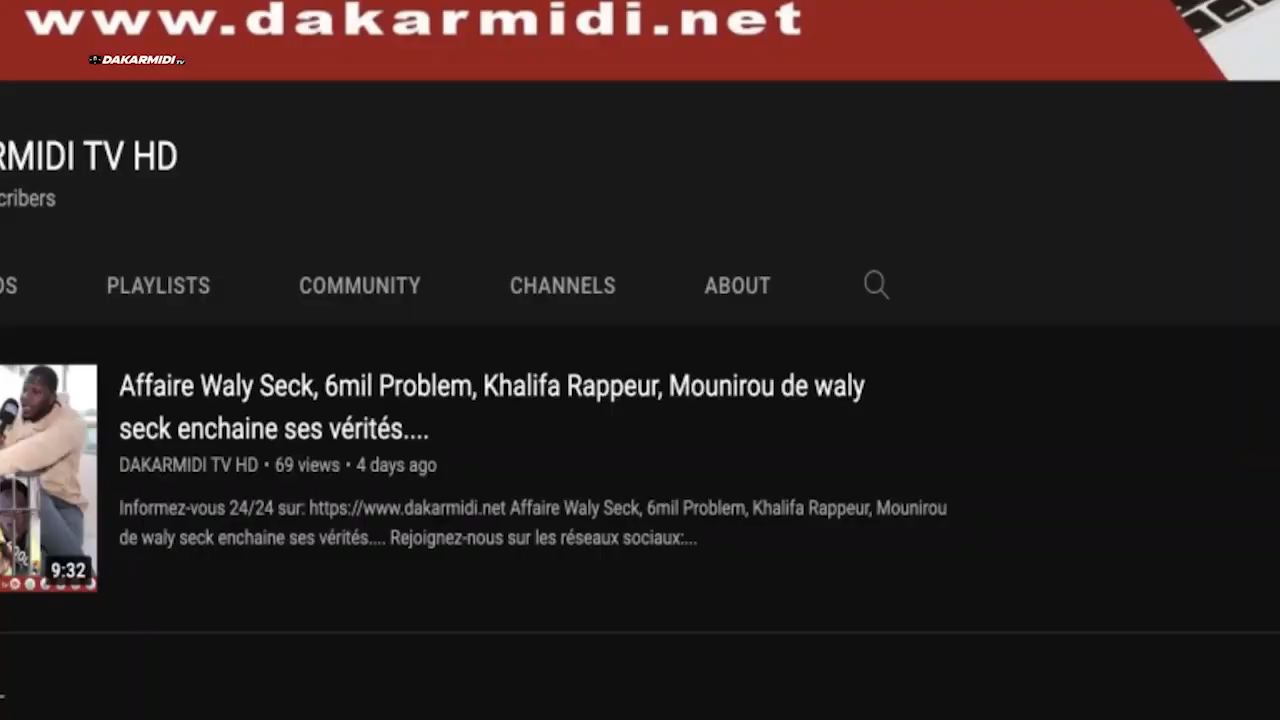 www.dakarmidi.net
DAKARMIDI TV
RMIDI TV HD
cribers
OS
PLAYLISTS
COMMUNITY
CHANNELS
ABOUT
Affaire Waly Seck, 6mil Problem, Khalifa Rappeur, Mounirou de waly
seck enchaine ses vérités....
DAKARMIDI TV HD • 69 views • 4 days ago
Informez-vous 24/24 sur: https://www.dakarmidi.net Affaire Waly Seck, 6mil Problem, Khalifa Rappeur, Mounirou
de waly seck enchaine ses vérités.... Rejoignez-nous sur les réseaux sociaux:...
9:32